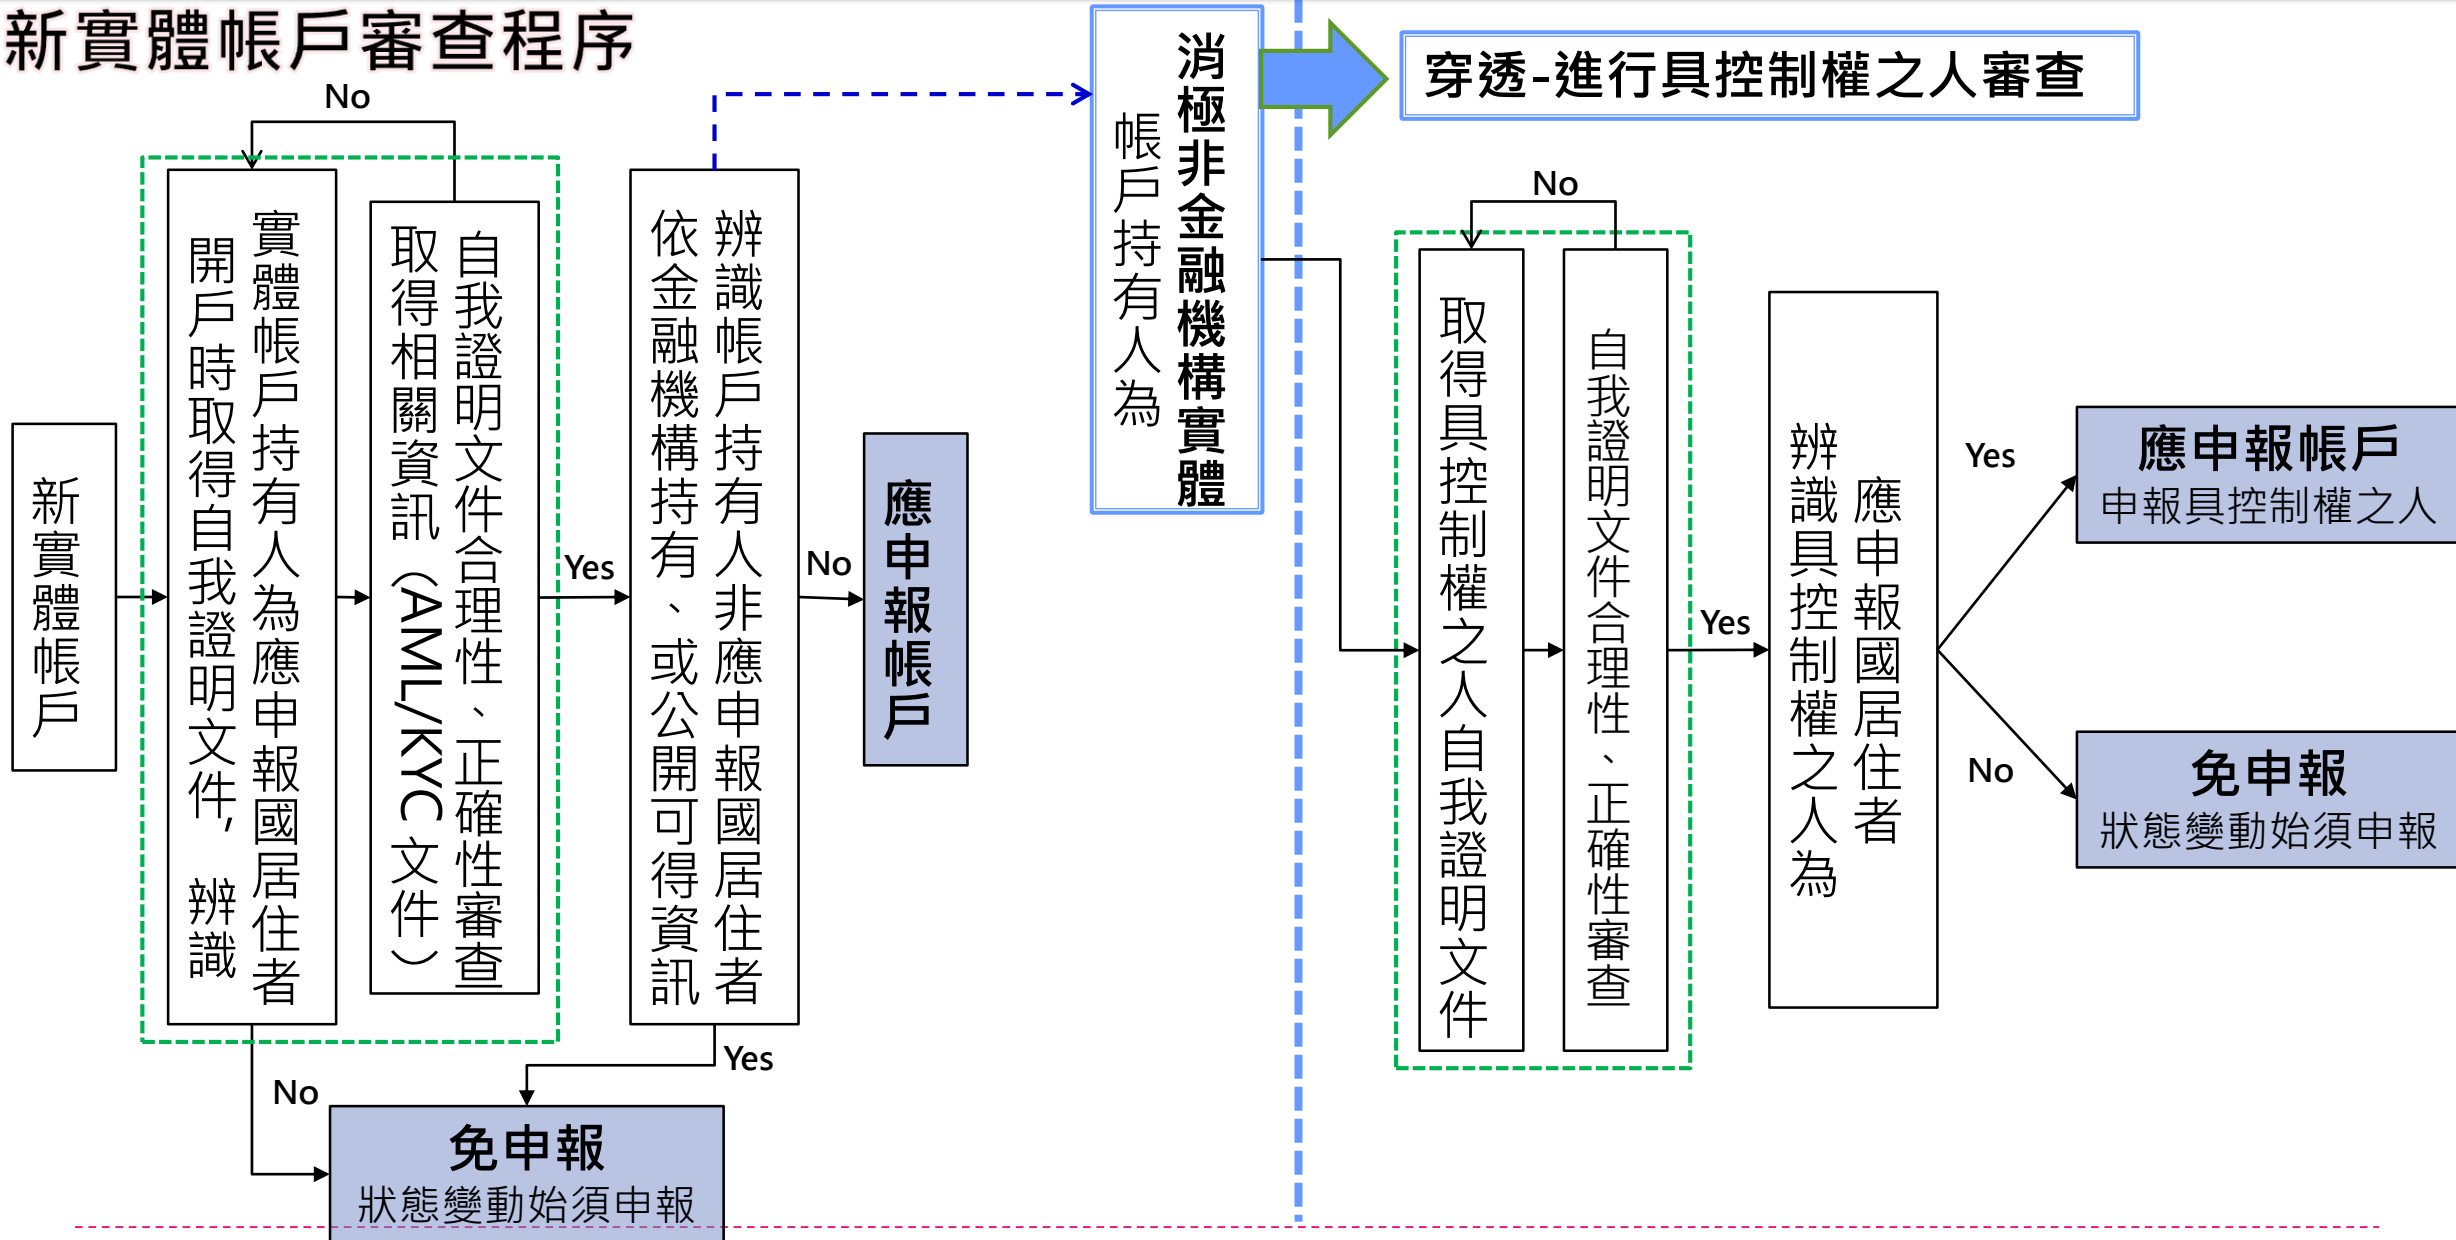 新實體帳戶審查程序
No
新實體帳戶
開戶時取得自我證明文件, 辨識
實體帳戶持有人為應申報國居住者
取得相關資訊（AML/KYC文件）
自我證明文件合理性、正確性審查
Yes
依金融機構持有、或公開可得資訊
辨識帳戶持有人非應申報國居住者
No
應申報帳戶
Yes
No
免申報
狀態變動始須申報
帳戶持有人為
消極非金融機構實體
穿透-進行具控制權之人審查
No
取得具控制權之人自我證明文件
自我證明文件合理性、正確性審查
Yes
辨識具控制權之人為
應申報國居住者
Yes
應申報帳戶
申報具控制權之人
No
免申報
狀態變動始須申報